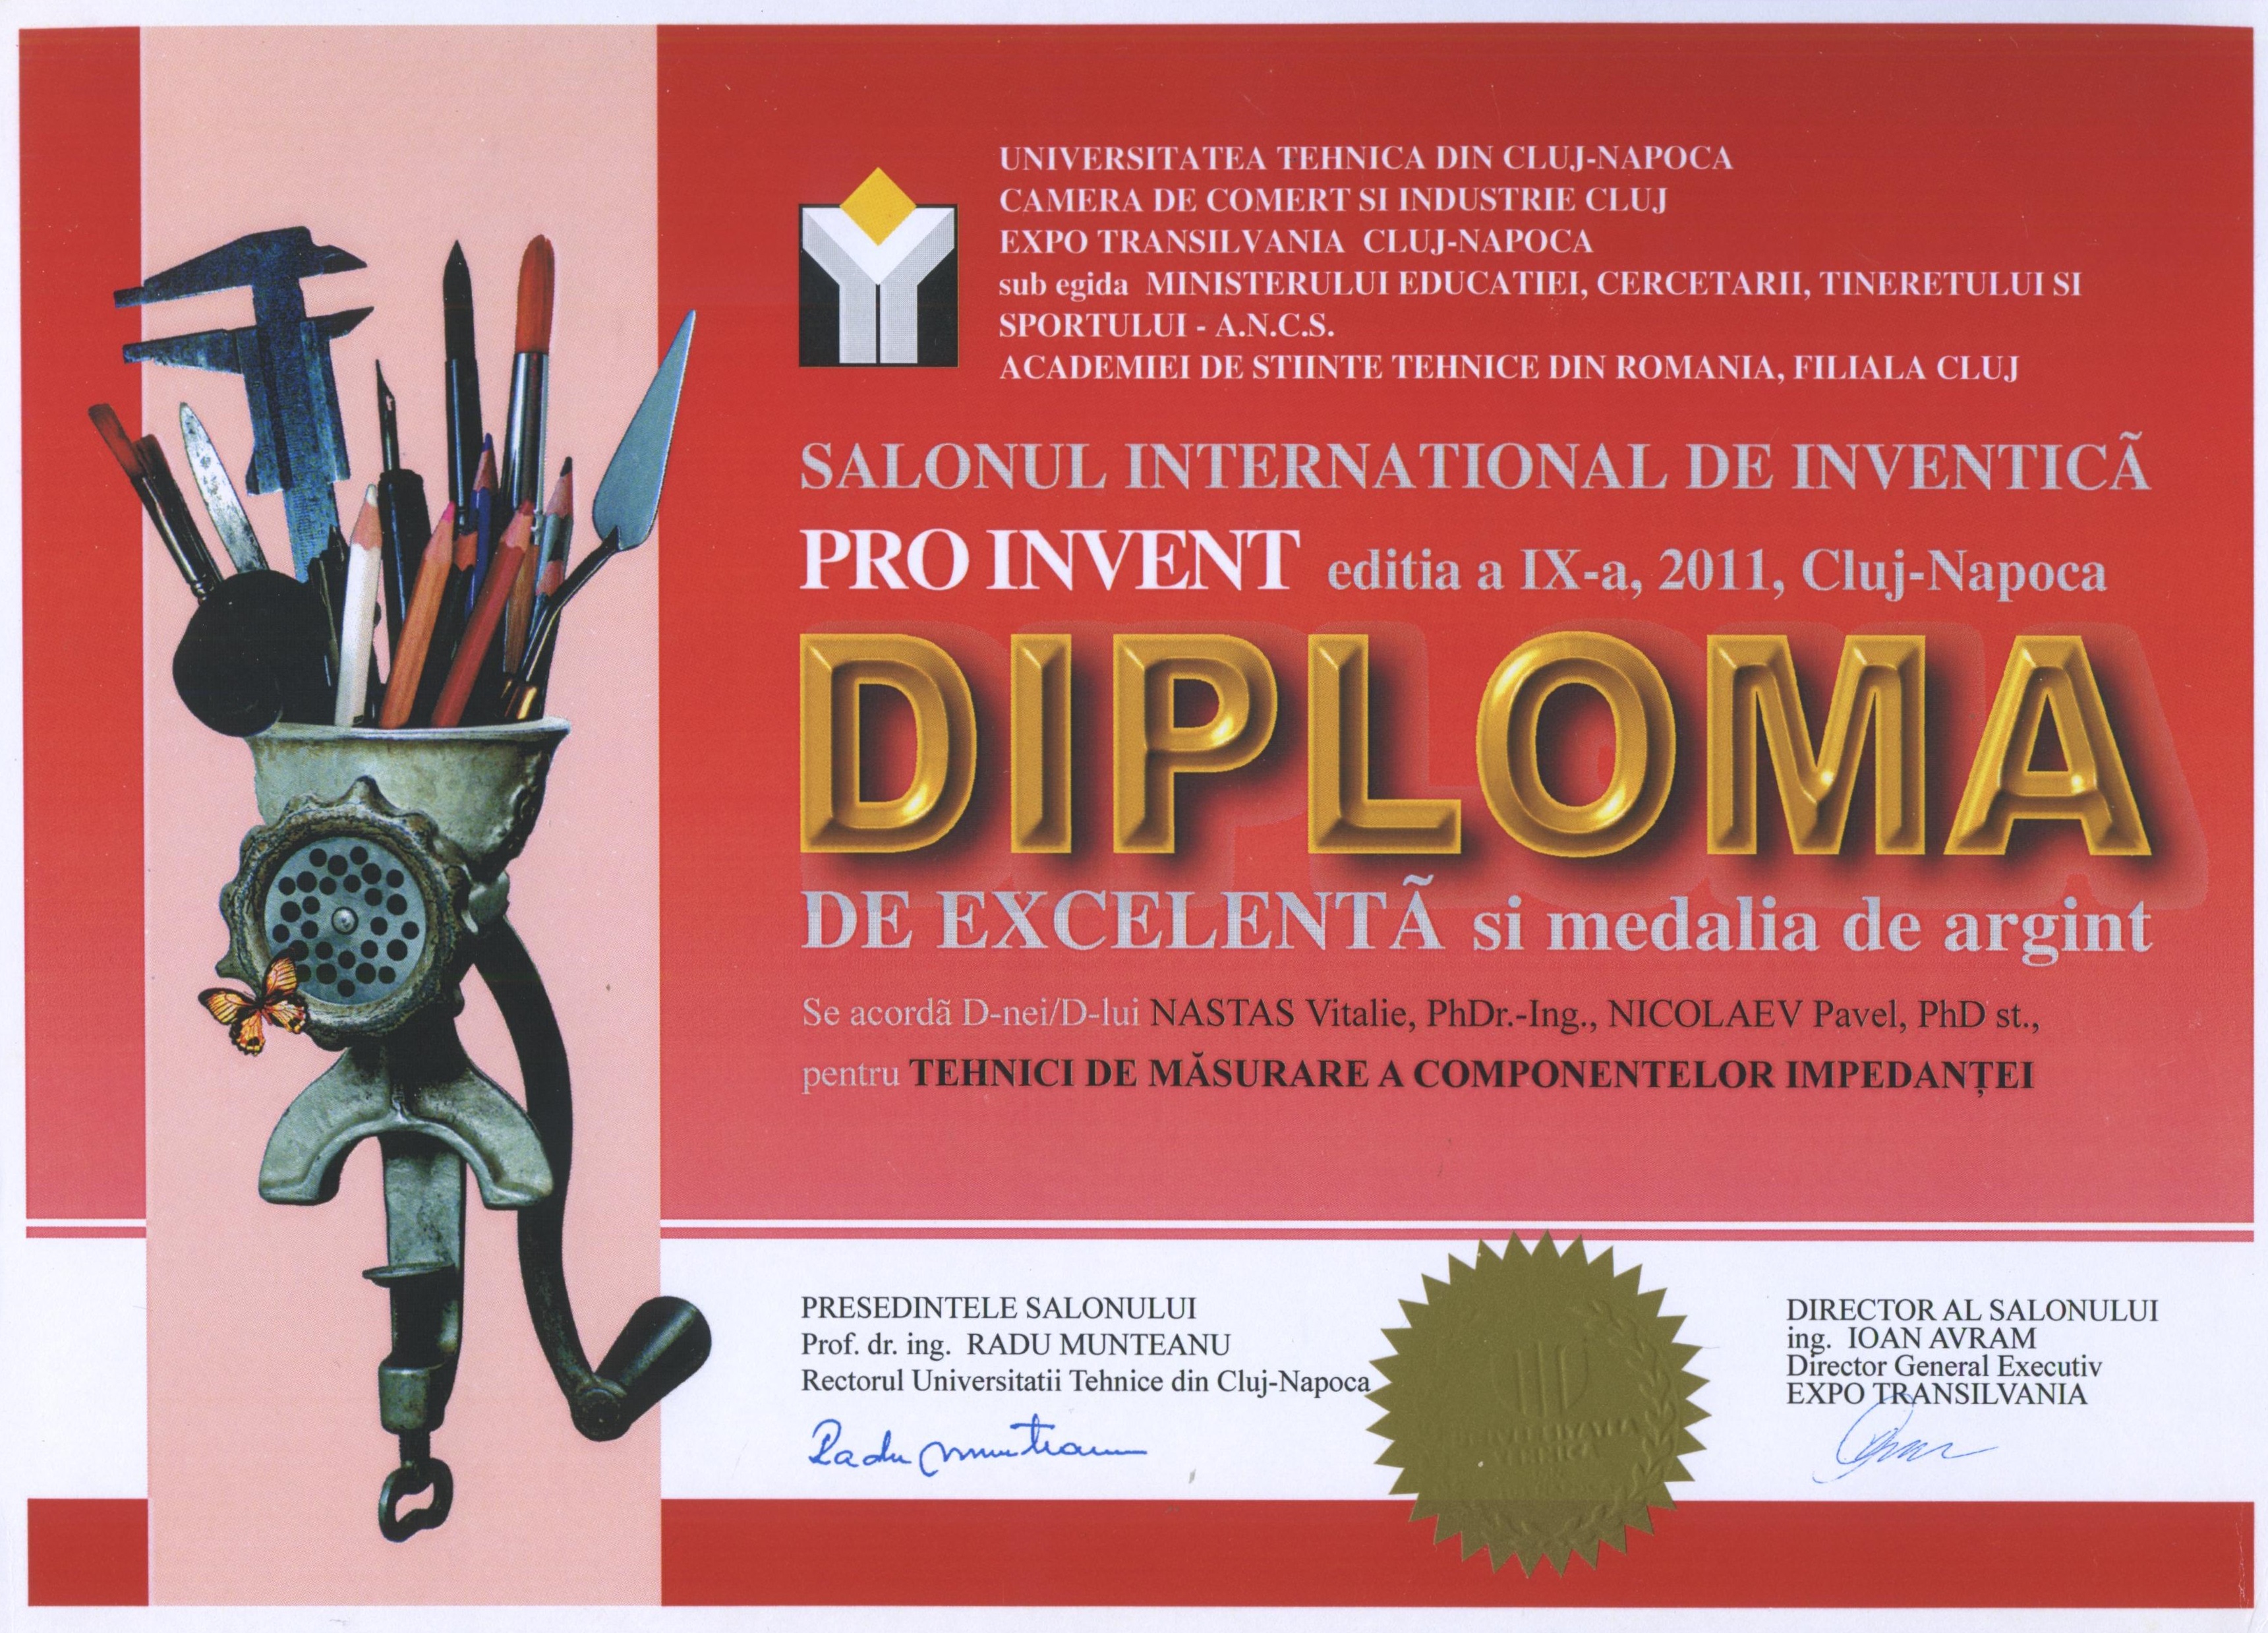 UNIVERSITATEA TEHNICA DIN CLUJ-NAPOCA
CAMERA DE COMERT SI INDUSTRIE CLUJ
EXPO TRANSILVANIA CLUJ-NAPOCA
sub egida MINISTERULUI EDUCATIEI, CERCETARII, TINERETULUI SI
SPORTULUI - A.N.C.S.
ACADEMIEI DE STIINTE TEHNICE DIN ROMANIA, FILIALA CLUJ
SALONUL INTERNATIONAL DE INVENTICÃ
PRO INVENT editia a IX-a, 2011, Cluj-Napoca
DIPLOMA
DE EXCELENTÃ si medalia de argint
Se acordã D-nei/D-lui NASTAS Vitalie, PhDr.-Ing., NICOLAEV Pavel, PhD st.,
pentru TEHNICI DE MĂSURARE A COMPONENTELOR IMPEDANȚEI
PRESEDINTELE SALONULUI
Prof. dr. ing. RADU MUNTEANU
Rectorul Universitatii Tehnice din Cluj-Napoca
Radu Munteanu
UNIVERSITATEA
TEHNICA
DIRECTOR AL SALONULUI
ing. IOAN AVRAM
Director General Executiv
EXPO TRANSILVANIA